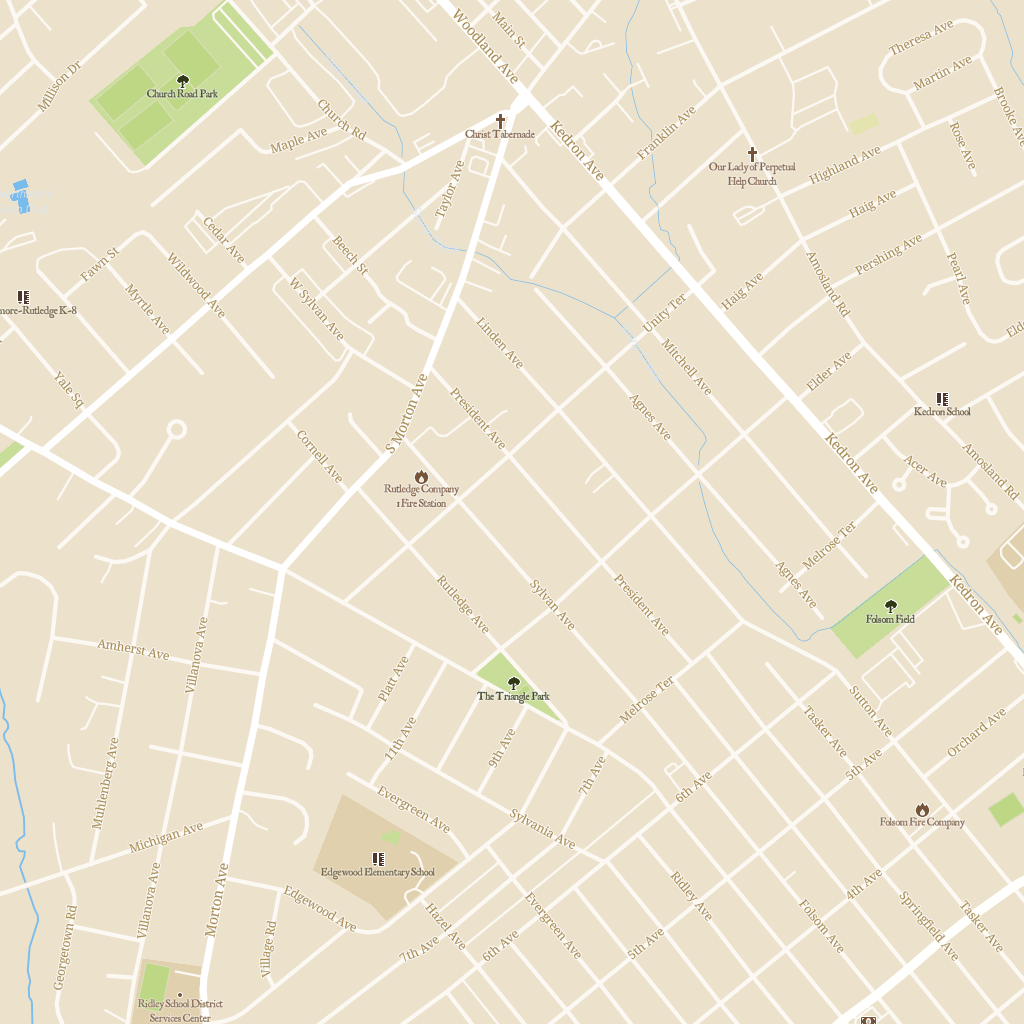 Woodland Ave
Main St
Theresa Ave
Martin Ave
Brooke Ave
Millison Dr
Church Road Park
Church Rd
Maple Ave
Christ Tabernacle
Kedron Ave
Franklin Ave
Rose Ave
Our Lady of Perpetual
Help Church
Highland Ave
Taylor Ave
Haig Ave
Cedar Ave
Beech St
Fawn St
Wildwood Ave
Pershing Ave
Amosland Rd
Pearl Ave
W Sylvan Ave
Myrtle Ave
more-Rutledge K-8
Haig Ave
Unity Ter
Linden Ave
Mitchell Ave
Elder Ave
Yale Sq
S Morton Ave
President Ave
Agnes Ave
Kedron School
Cornell Ave
Kedron Ave
Acer Ave
Amosland Rd
Rutledge Company
1 Fire Station
Melrose Ter
Agnes Ave
Rutledge Ave
Sylvan Ave
President Ave
Folsom Field
Kedron Ave
Amherst Ave
Villanova Ave
Platt Ave
The Triangle Park
Melrose Ter
Sutton Ave
Tasker Ave
Orchard Ave
11th Ave
9th Ave
7th Ave
5th Ave
6th Ave
Muhlenberg Ave
Evergreen Ave
Sylvania Ave
Folsom Fire Company
Michigan Ave
Edgewood Elementary School
Villanova Ave
Morton Ave
Ridley Ave
4th Ave
Edgewood Ave
Hazel Ave
Evergreen Ave
Folsom Ave
Springfield Ave
Tasker Ave
Georgetown Rd
Village Rd
7th Ave
6th Ave
5th Ave
Ridley School District
Services Center